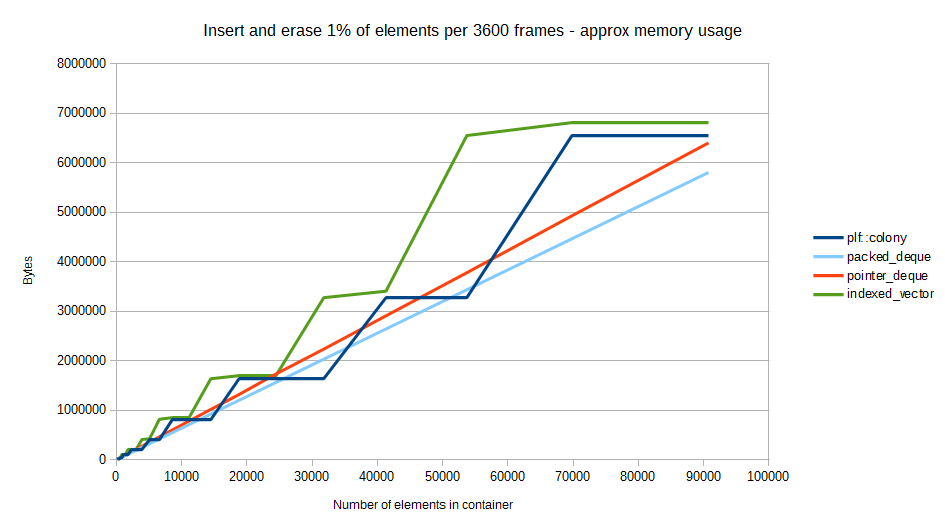 Insert and erase 1% of elements per 3600 frames - approx memory usage
8000000
7000000
6000000
5000000
4000000
3000000
2000000
1000000
0
Bytes
0 10000 20000 30000 40000 50000 60000 70000 80000 90000 100000
Number of elements in container
plf::colony
packed_deque
pointer_deque
indexed_vector